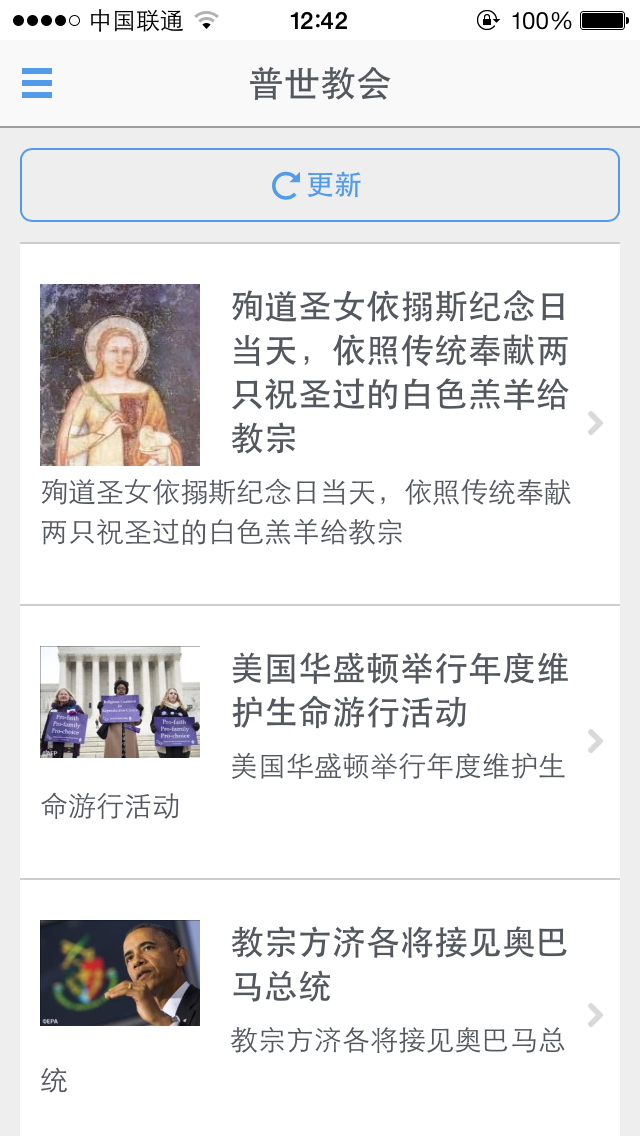 中国联通
12:42
100%
普世教会
更新
殉道圣女依搦斯纪念日
当天，依照传统奉献两
只祝圣过的白色羔羊给
教宗
殉道圣女依搦斯纪念日当天，依照传统奉献
两只祝圣过的白色羔羊给教宗
Pro-faith
Pro-family
Pro-choice
Pro-faith
Pro-family
Pro-choice
美国华盛顿举行年度维
护生命游行活动
美国华盛顿举行年度维护生
命游行活动
©EPA
教宗方济各将接见奥巴
马总统
教宗方济各将接见奥巴马总
统